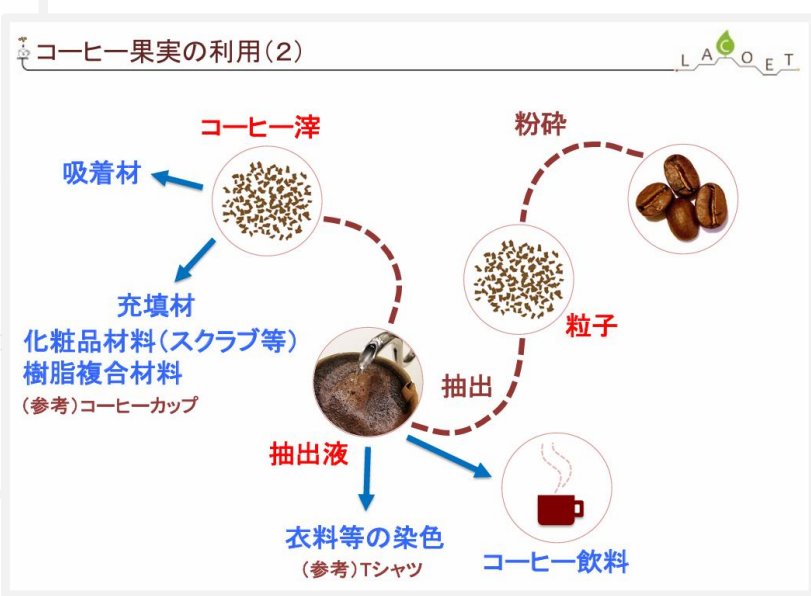 コーヒー果実の利用(2)
LACOET
コーヒー滓
粉砕
吸着材
充填材
化粧品材料(スクラブ等)
樹脂複合材料
(参考)コーヒーカップ
粒子
抽出
抽出液
衣料等の染色
(参考)Tシャツ
コーヒー飲料